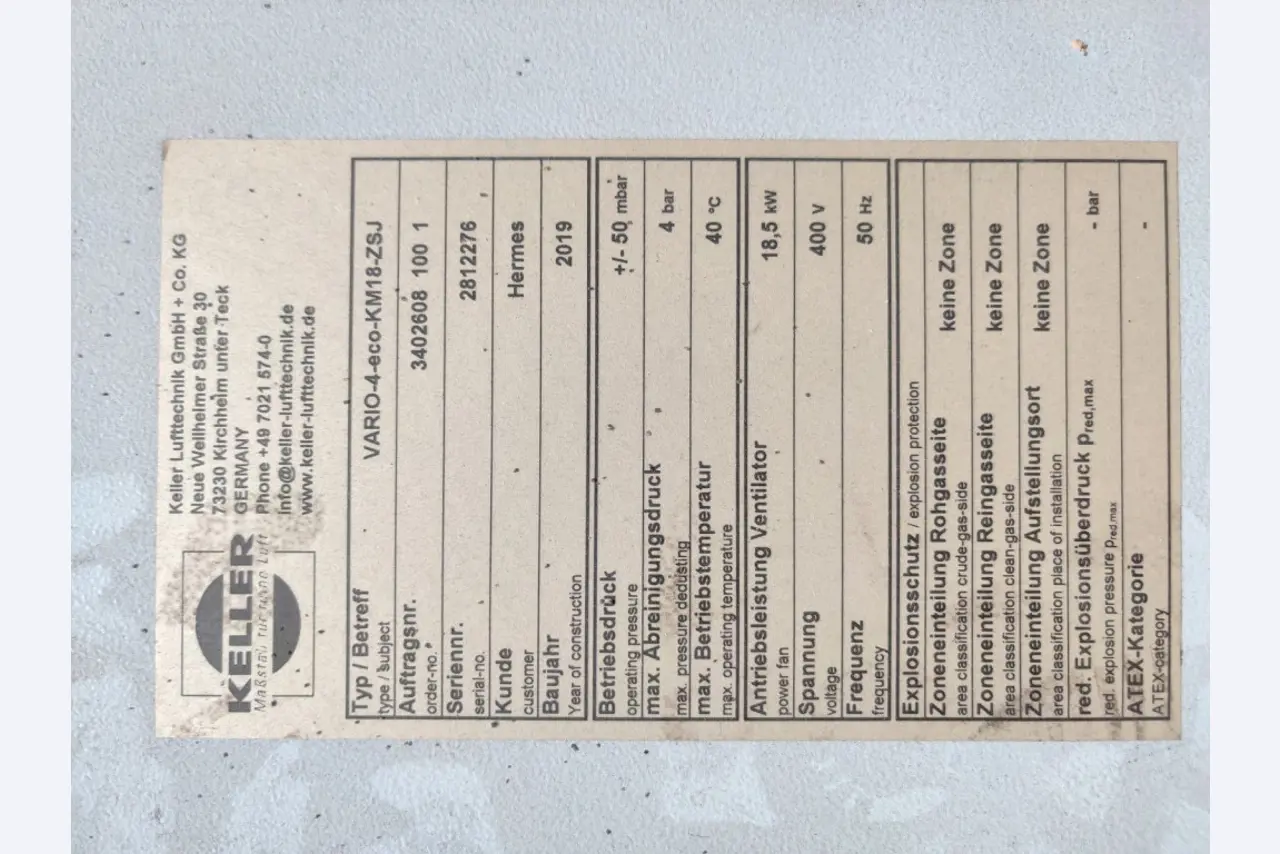 KELLER
Maßstab für reine Luft
Keller Lufttechnik GmbH + Co. KG
Neue Weilheimer Straße 30
73230 Kirchheim unter Teck
GERMANY
Phone +49 7021 574-0
info@keller-lufttechnik.de
www.keller-lufttechnik.de
Typ / Betreff VARIO-4-eco-KM18-ZSJ
type / subject
Auftragsnr. 3402608 100 1
order-no.
Seriennr. 2812276
serial-no.
Kunde Hermes
customer
Baujahr 2019
Year of construction
Betriebsdrück +/- 50 mbar
operating pressure
max. Abreinigungsdruck 4 bar
max. pressure dedusting
max. Betriebstemperatur 40 °C
max. operating temperature
Antriebsleistung Ventilator 18,5 kW
power fan
Spannung 400 V
voltage
Frequenz 50 Hz
frequency
Explosionsschutz / explosion protection
Zoneneinteilung Rohgasseite keine Zone
area classification crude-gas-side
Zoneneinteilung Reingasseite keine Zone
area classification clean-gas-side
Zoneneinteilung Aufstellungsort keine Zone
area classification place of installation
red. Explosionsüberdruck pred,max - bar
red. explosion pressure pred,max
ATEX-Kategorie -
ATEX-category